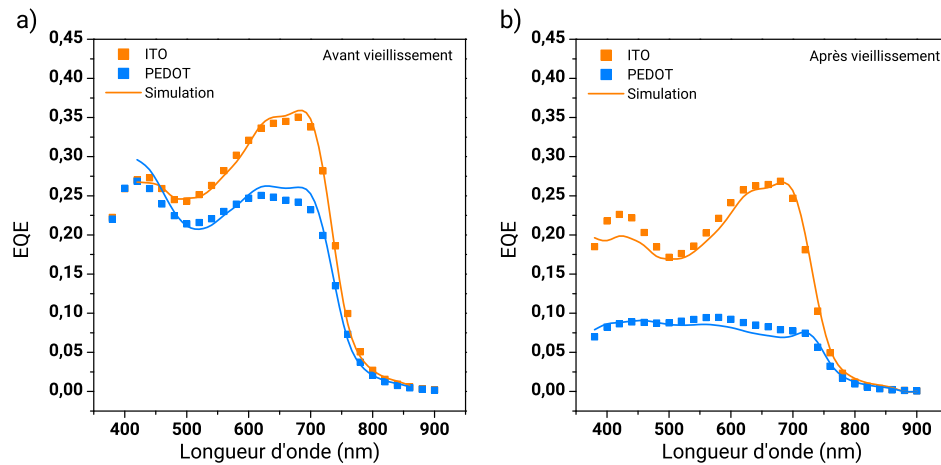 a)
0,45
0,40
0,35
0,30
0,25
0,20
0,15
0,10
0,05
0,00
EQE
ITO
PEDOT
Simulation
Avant vieillissement
400 500 600 700 800 900
Longueur d'onde (nm)
b)
0,45
0,40
0,35
0,30
0,25
0,20
0,15
0,10
0,05
0,00
EQE
ITO
PEDOT
Simulation
Après vieillissement
400 500 600 700 800 900
Longueur d'onde (nm)